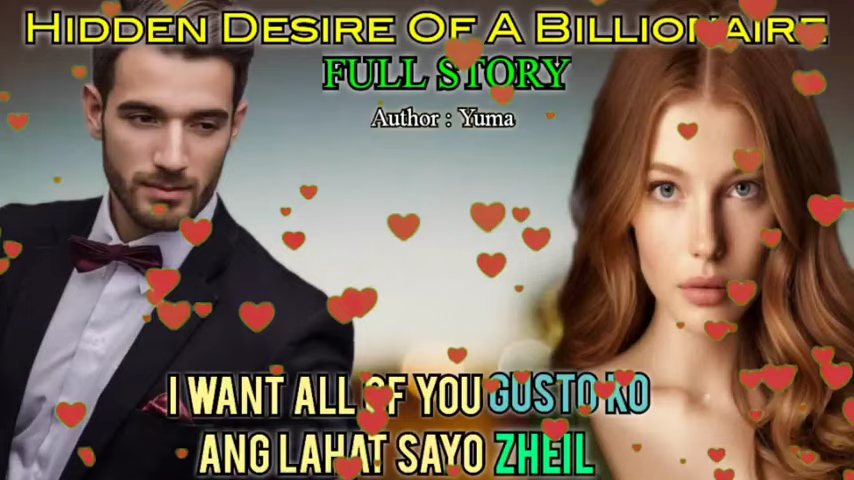 HIDDEN DESIRE OF A BILLIONAIRE
FULL STORY
Author : Yuma
I WANT ALL OF YOU GUSTO KO
ANG LAHAT SAYO ZHEIL